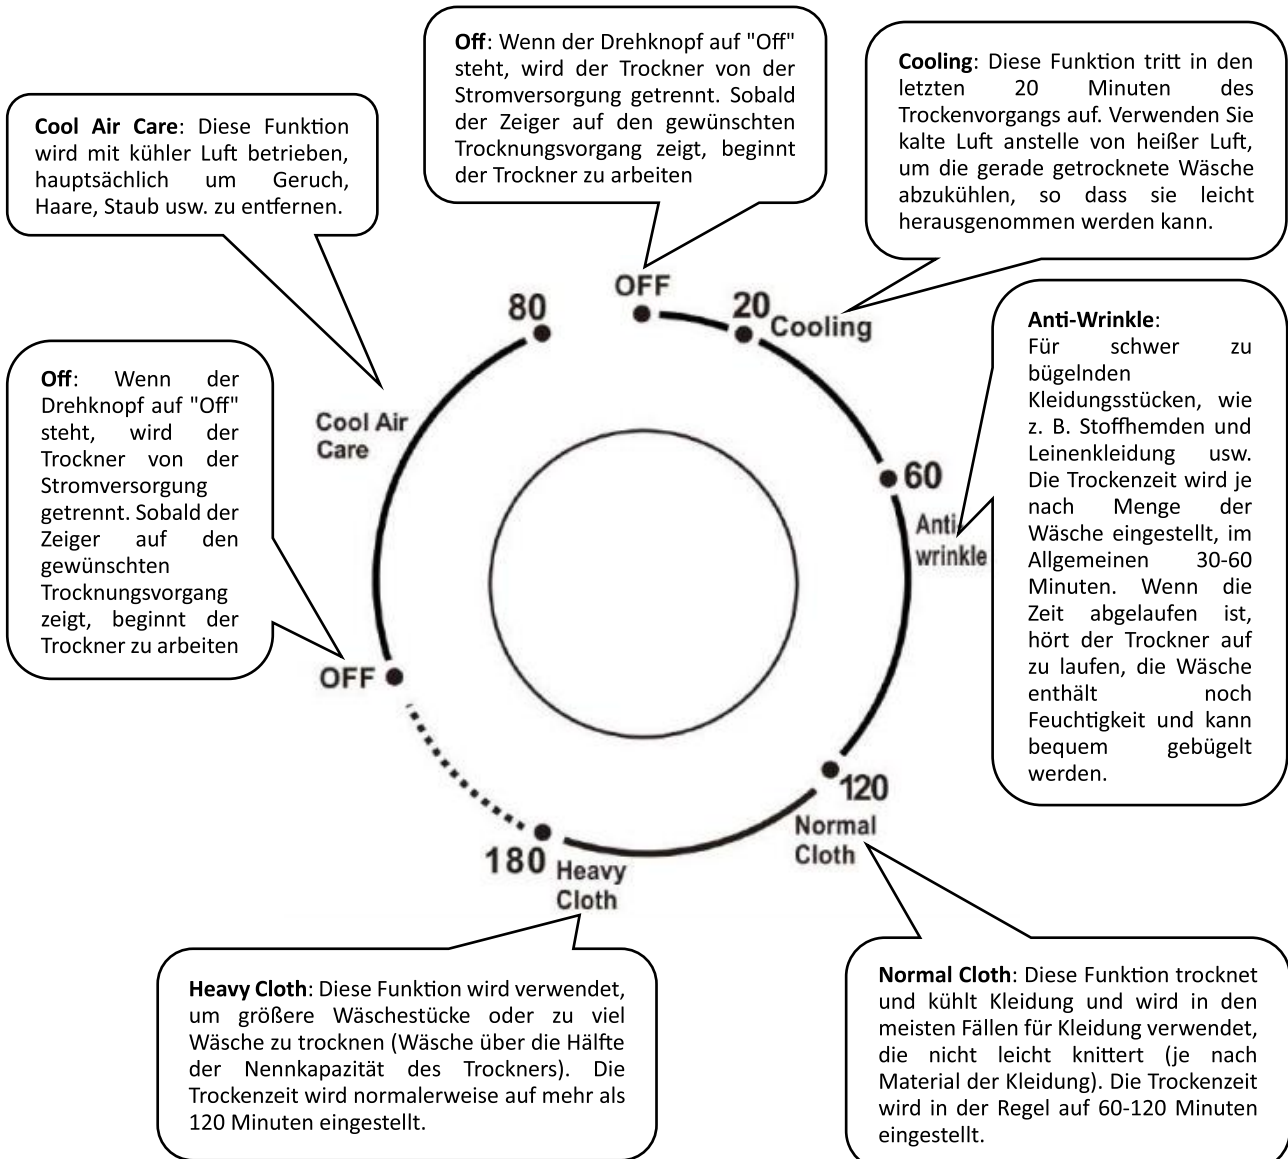 Off: Wenn der Drehknopf auf "Off"
steht, wird der Trockner von der
Stromversorgung getrennt. Sobald
der Zeiger auf den gewünschten
Trocknungsvorgang zeigt, beginnt
der Trockner zu arbeiten
Cooling: Diese Funktion tritt in den
letzten 20 Minuten des
Trockenvorgangs auf. Verwenden Sie
kalte Luft anstelle von heißer Luft,
um die gerade getrocknete Wäsche
abzukühlen, so dass sie leicht
herausgenommen werden kann.
Cool Air Care: Diese Funktion
wird mit kühler Luft betrieben,
hauptsächlich um Geruch,
Haare, Staub usw. zu entfernen.
Off: Wenn der
Drehknopf auf "Off"
steht, wird der
Trockner von der
Stromversorgung
getrennt. Sobald der
Zeiger auf den
gewünschten
Trocknungsvorgang
zeigt, beginnt der
Trockner zu arbeiten
80
OFF
20
Cooling
Cool Air
Care
60
Anti-
wrinkle
OFF
120
Normal
Cloth
180
Heavy
Cloth
Anti-Wrinkle:
Für schwer zu
bügelnden
Kleidungsstücken, wie
z. B. Stoffhemden und
Leinenkleidung usw.
Die Trockenzeit wird je
nach Menge der
Wäsche eingestellt, im
Allgemeinen 30-60
Minuten. Wenn die
Zeit abgelaufen ist,
hört der Trockner auf
zu laufen, die Wäsche
enthält noch
Feuchtigkeit und kann
bequem gebügelt
werden.
Heavy Cloth: Diese Funktion wird verwendet,
um größere Wäschestücke oder zu viel
Wäsche zu trocknen (Wäsche über die Hälfte
der Nennkapazität des Trockners). Die
Trockenzeit wird normalerweise auf mehr als
120 Minuten eingestellt.
Normal Cloth: Diese Funktion trocknet
und kühlt Kleidung und wird in den
meisten Fällen für Kleidung verwendet,
die nicht leicht knittert (je nach
Material der Kleidung). Die Trockenzeit
wird in der Regel auf 60-120 Minuten
eingestellt.